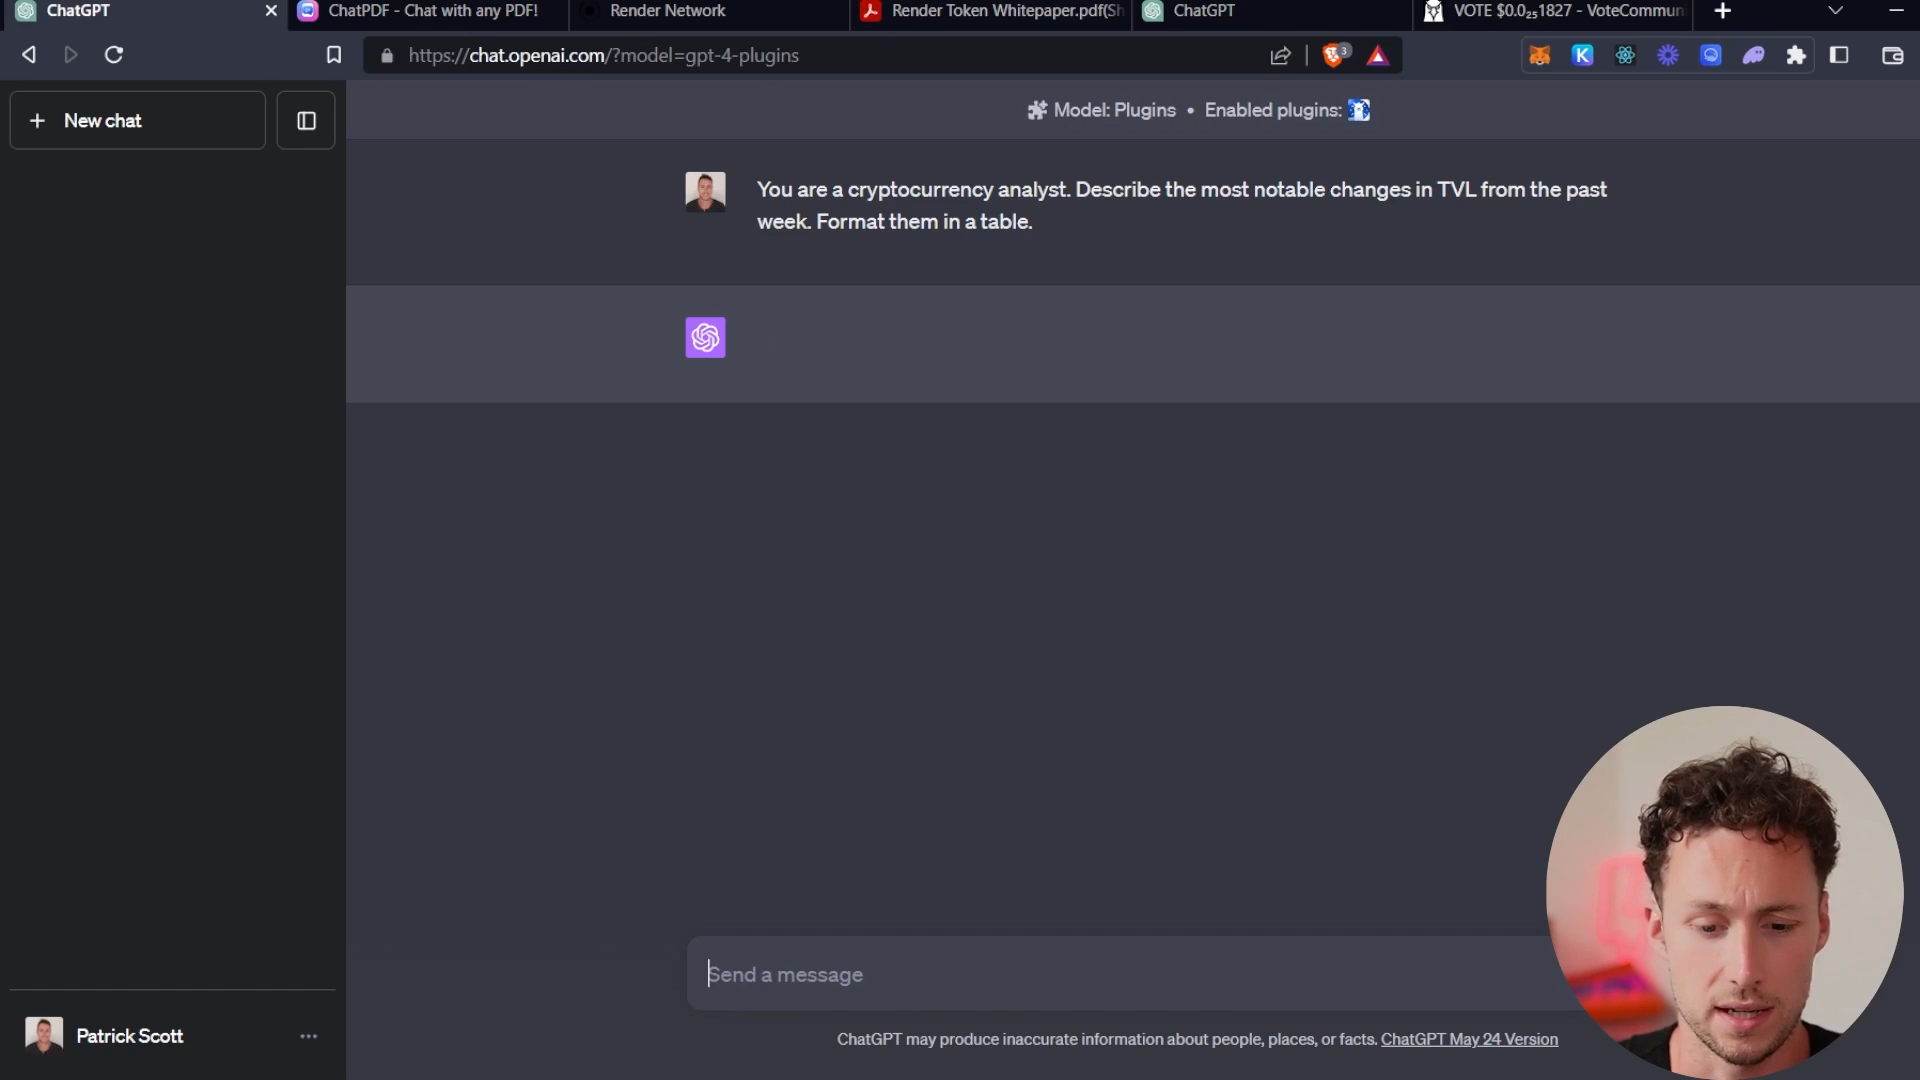 ChatGPT
ChatPDF - Chat with any PDF!
Render Network
Render Token Whitepaper.pdf(Sh
ChatGPT
VOTE $0.0₂₅1827 - VoteCommuni
https://chat.openai.com/?model=gpt-4-plugins
3
K
New chat
Model: Plugins • Enabled plugins:
You are a cryptocurrency analyst. Describe the most notable changes in TVL from the past
week. Format them in a table.
Send a message
Patrick Scott
ChatGPT may produce inaccurate information about people, places, or facts. ChatGPT May 24 Version